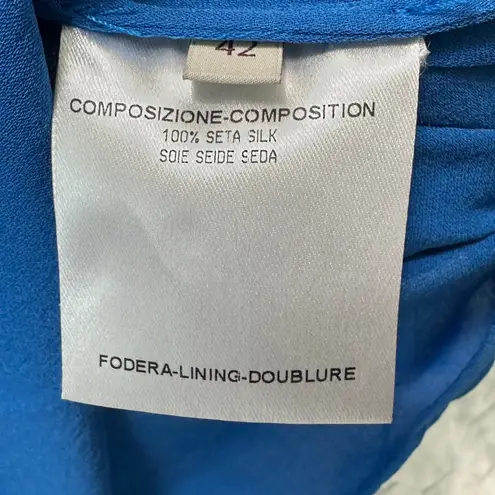 42
COMPOSIZIONE-COMPOSITION
100% SETA SILK
SOIE SEIDE SEDA
FODERA-LINING-DOUBLURE